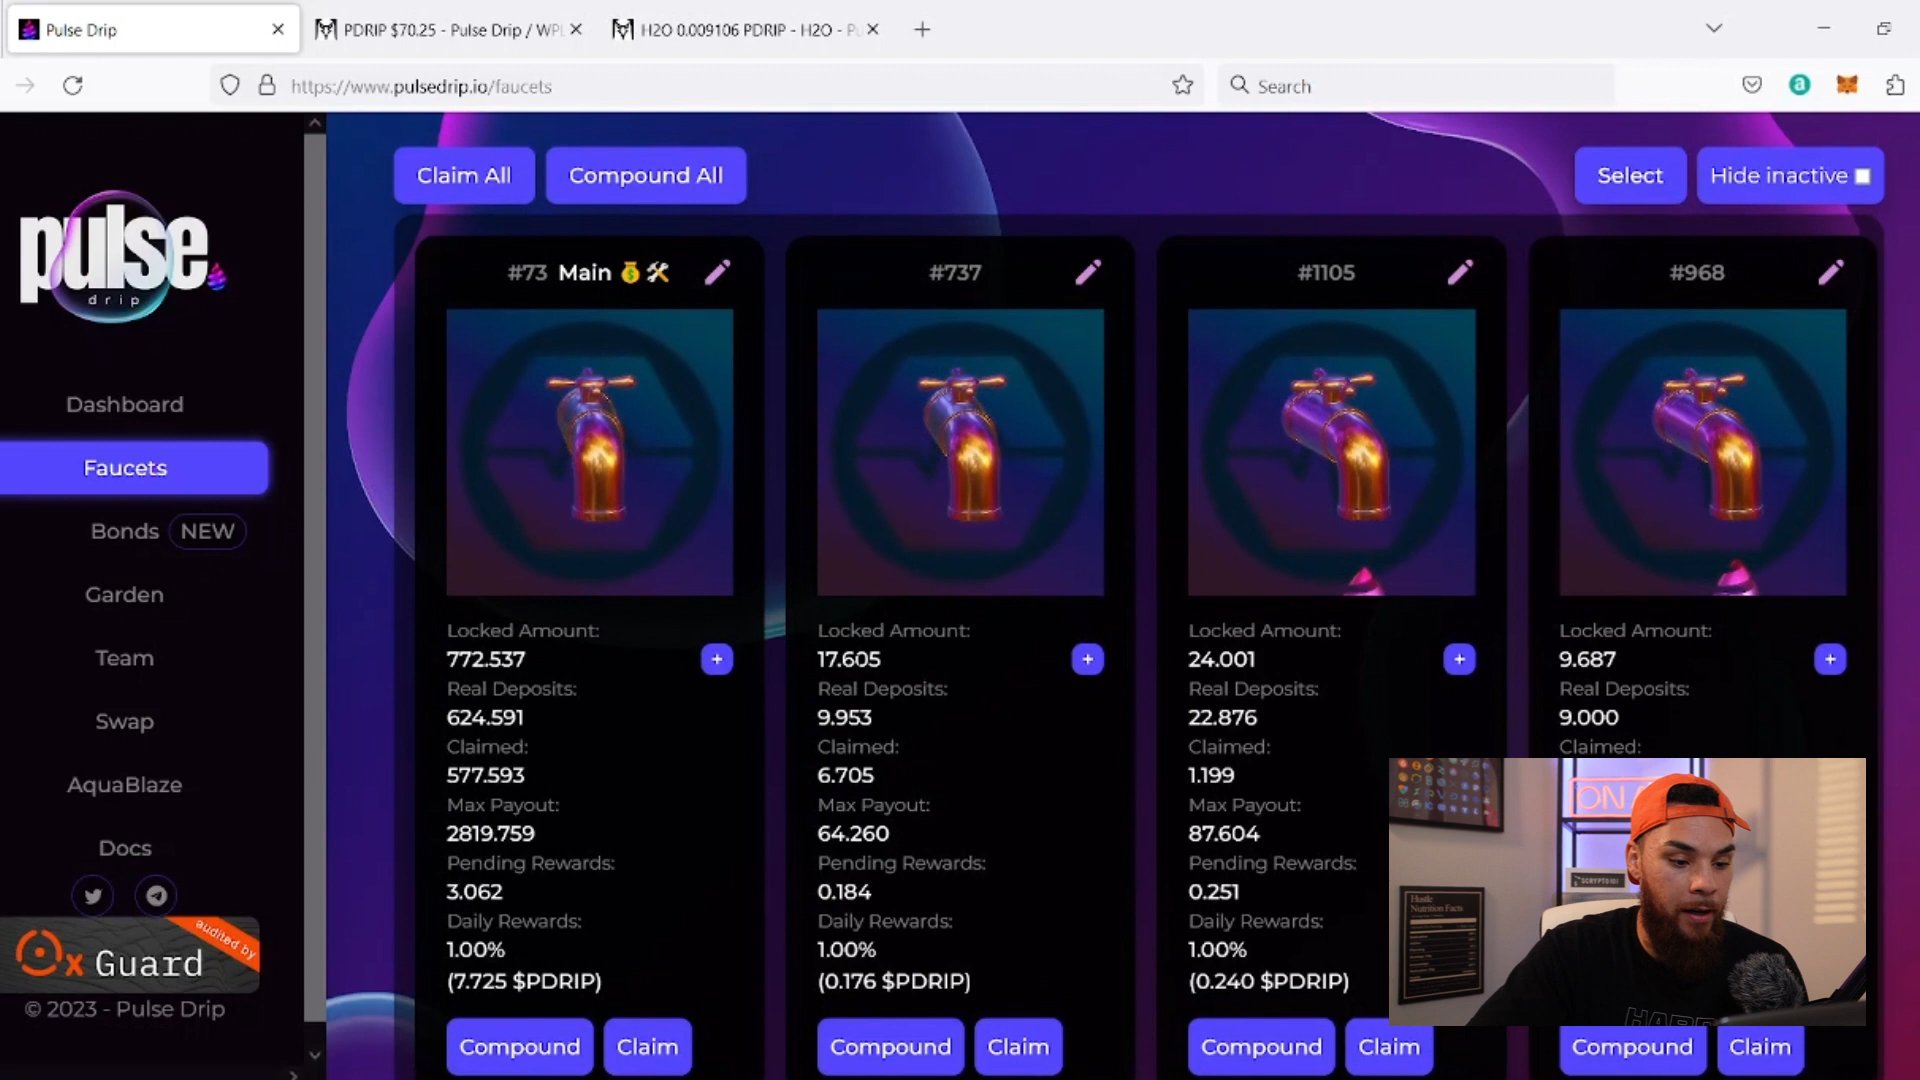 Pulse Drip
PDRIP $70.25 - Pulse Drip / WPL
H2O 0.009106 PDRIP - H2O - Pu
https://www.pulsedrip.io/faucets
Search
a
pulse
drip
Dashboard
Faucets
Bonds NEW
Garden
Team
Swap
AquaBlaze
Docs
audited by
0x Guard
© 2023 - Pulse Drip
Claim All
Compound All
Select
Hide inactive
#73 Main 💰🛠
Locked Amount:
772.537
+
Real Deposits:
624.591
Claimed:
577.593
Max Payout:
2819.759
Pending Rewards:
3.062
Daily Rewards:
1.00%
(7.725 $PDRIP)
Compound
Claim
#737
Locked Amount:
17.605
+
Real Deposits:
9.953
Claimed:
6.705
Max Payout:
64.260
Pending Rewards:
0.184
Daily Rewards:
1.00%
(0.176 $PDRIP)
Compound
Claim
#1105
Locked Amount:
24.001
+
Real Deposits:
22.876
Claimed:
1.199
Max Payout:
87.604
Pending Rewards:
0.251
Daily Rewards:
1.00%
(0.240 $PDRIP)
Compound
Claim
#968
Locked Amount:
9.687
+
Real Deposits:
9.000
Claimed:
Compound
Claim
ON A
Hustle
Nutrition Facts
HARD